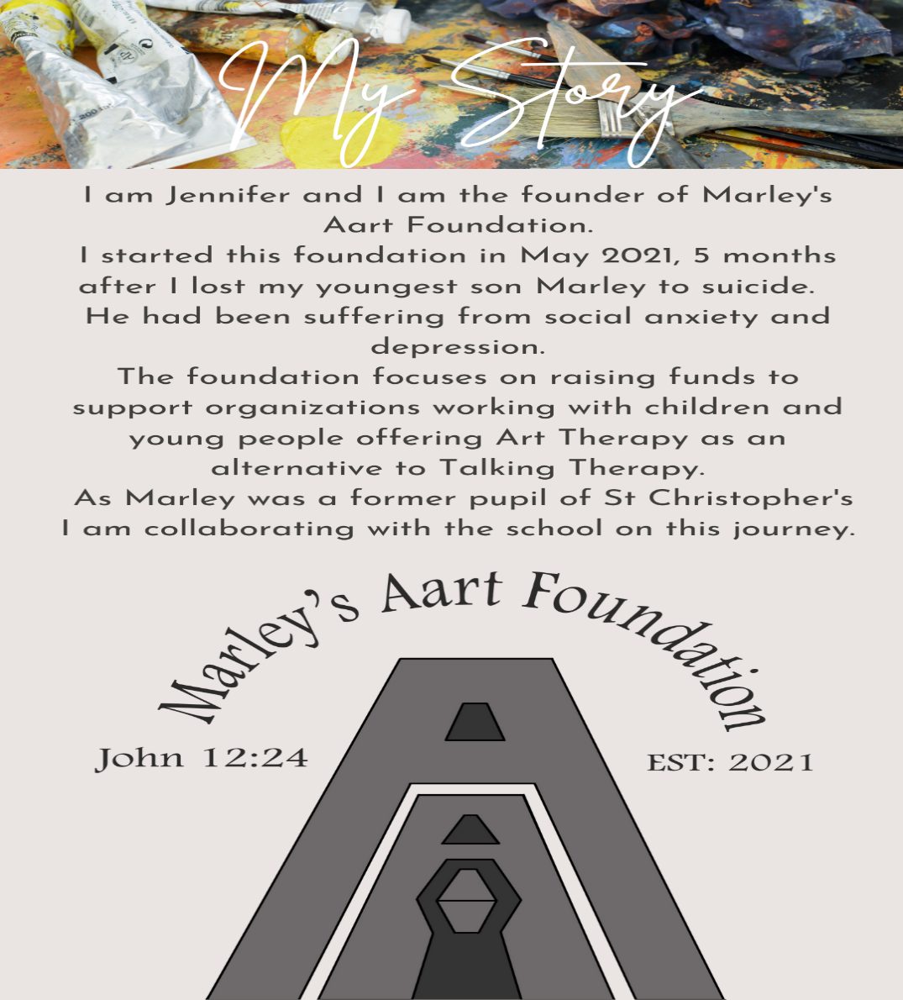 My Story
I am Jennifer and I am the founder of Marley's
Aart Foundation.
I started this foundation in May 2021, 5 months
after I lost my youngest son Marley to suicide.
He had been suffering from social anxiety and
depression.
The foundation focuses on raising funds to
support organizations working with children and
young people offering Art Therapy as an
alternative to Talking Therapy.
As Marley was a former pupil of St Christopher's
I am collaborating with the school on this journey.
Marley's Aart Foundation
John 12:24
EST: 2021